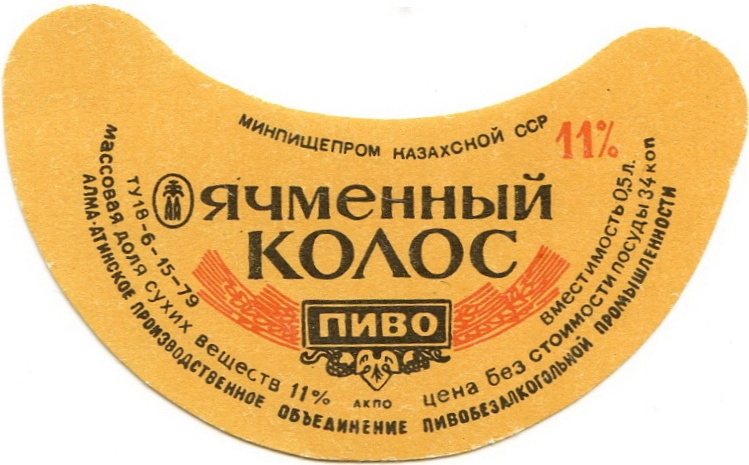 МИНПИЩЕПРОМ КАЗАХСКОЙ ССР
11%
ЯЧМЕННЫЙ
КОЛОС
ПИВО
ТУ18-6-15-79
массовая доля сухих веществ 11%
АКПО
вместимость 0,5 л.
цена без стоимости посуды 34 коп
АЛМА-АТИНСКОЕ ПРОИЗВОДСТВЕННОЕ ОБЪЕДИНЕНИЕ ПИВОБЕЗАЛКОГОЛЬНОЙ ПРОМЫШЛЕННОСТИ